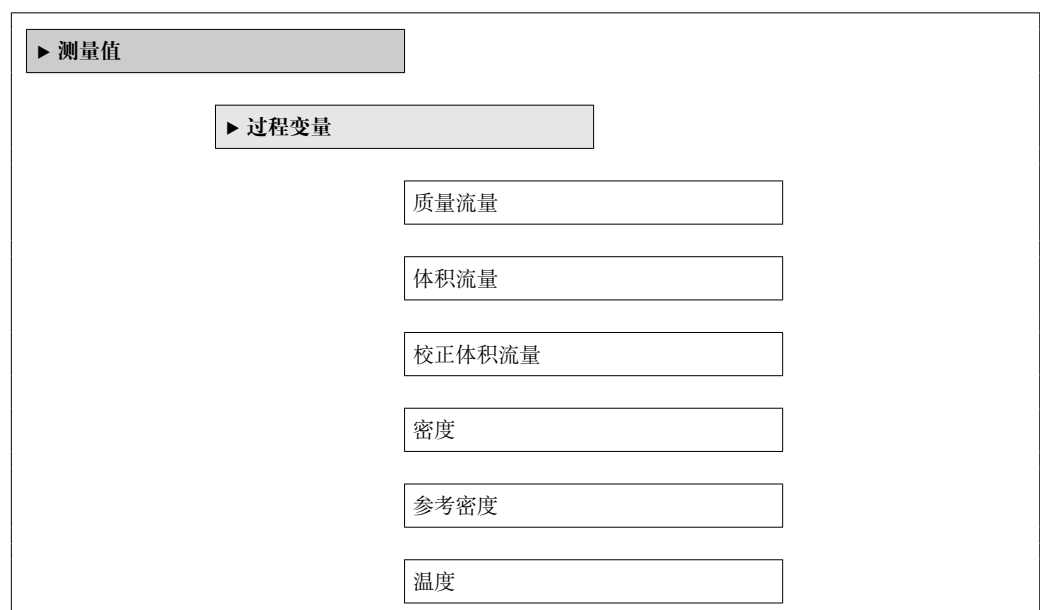 ▶ 测量值
▶ 过程变量
质量流量
体积流量
校正体积流量
密度
参考密度
温度